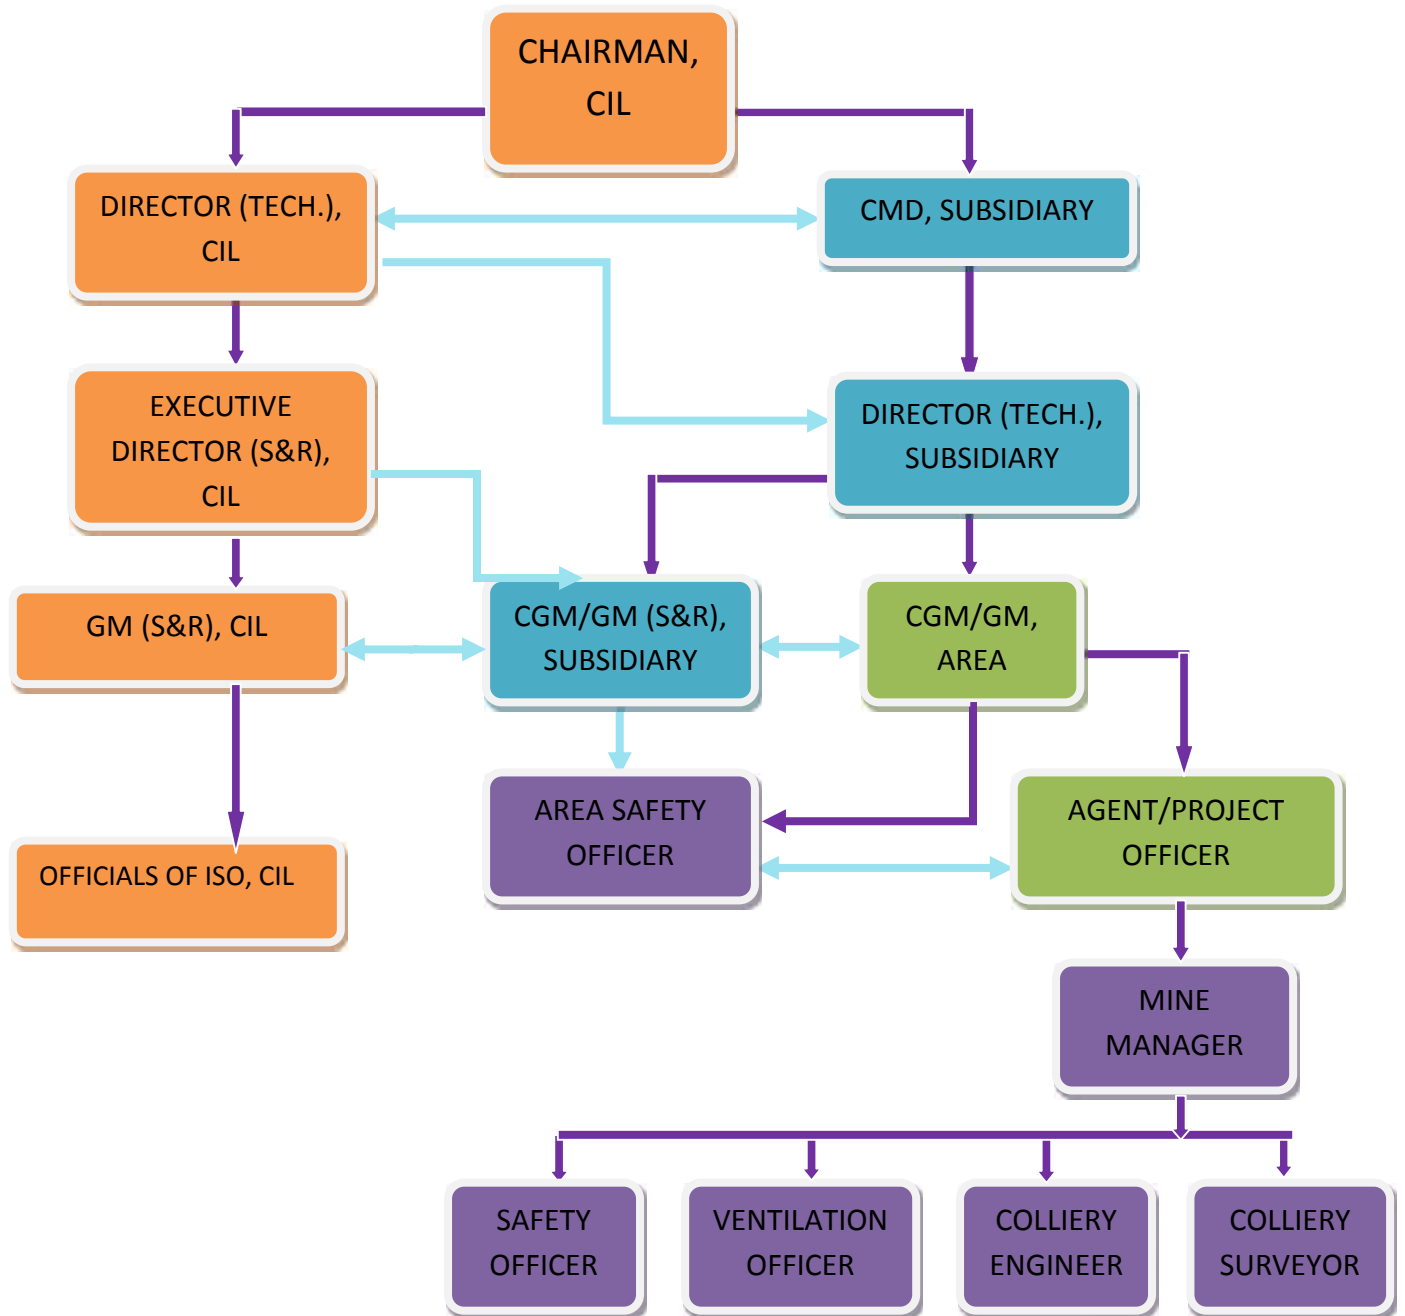 CHAIRMAN,
CIL
DIRECTOR (TECH.),
CIL
CMD, SUBSIDIARY
EXECUTIVE
DIRECTOR (S&R),
CIL
DIRECTOR (TECH.),
SUBSIDIARY
GM (S&R), CIL
CGM/GM (S&R),
SUBSIDIARY
CGM/GM,
AREA
OFFICIALS OF ISO, CIL
AREA SAFETY
OFFICER
AGENT/PROJECT
OFFICER
MINE
MANAGER
SAFETY
OFFICER
VENTILATION
OFFICER
COLLIERY
ENGINEER
COLLIERY
SURVEYOR